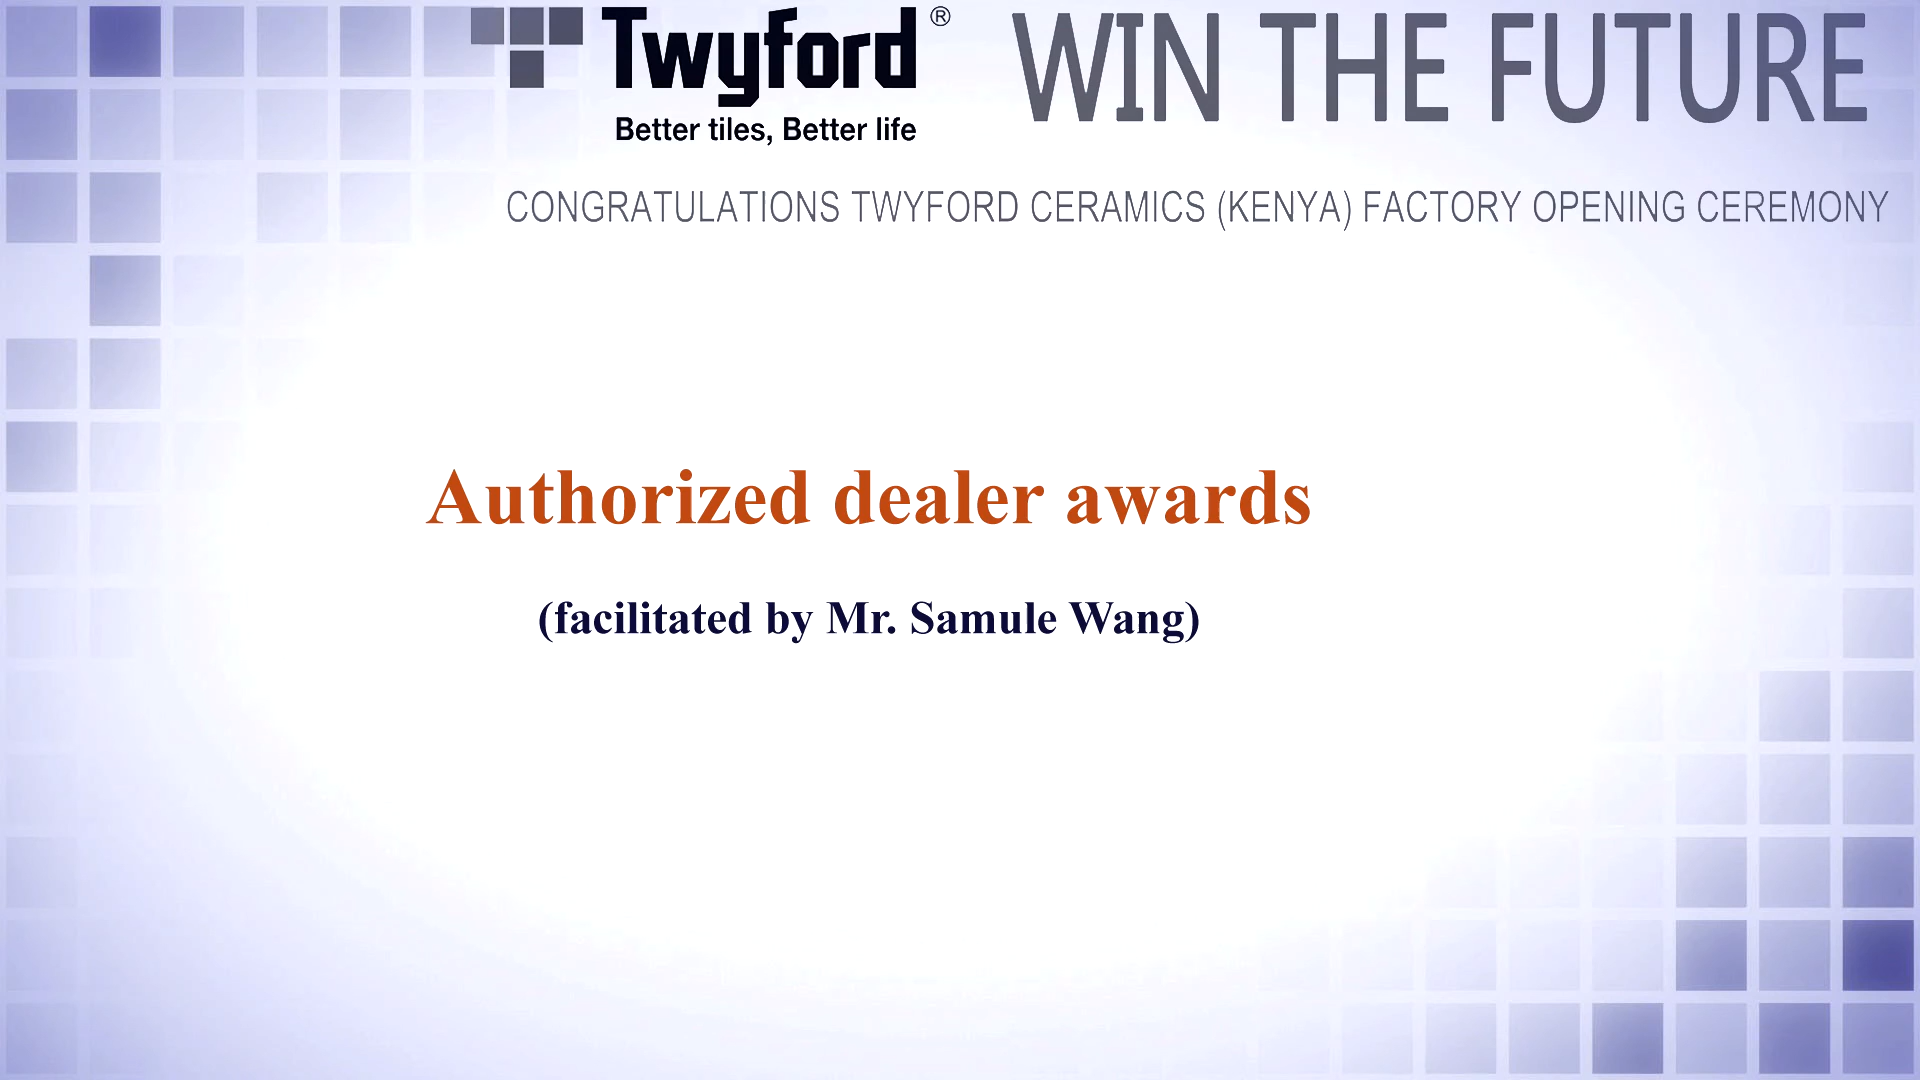 Twyford®
Better tiles, Better life
WIN THE FUTURE
CONGRATULATIONS TWYFORD CERAMICS (KENYA) FACTORY OPENING CEREMONY
Authorized dealer awards
(facilitated by Mr. Samule Wang)